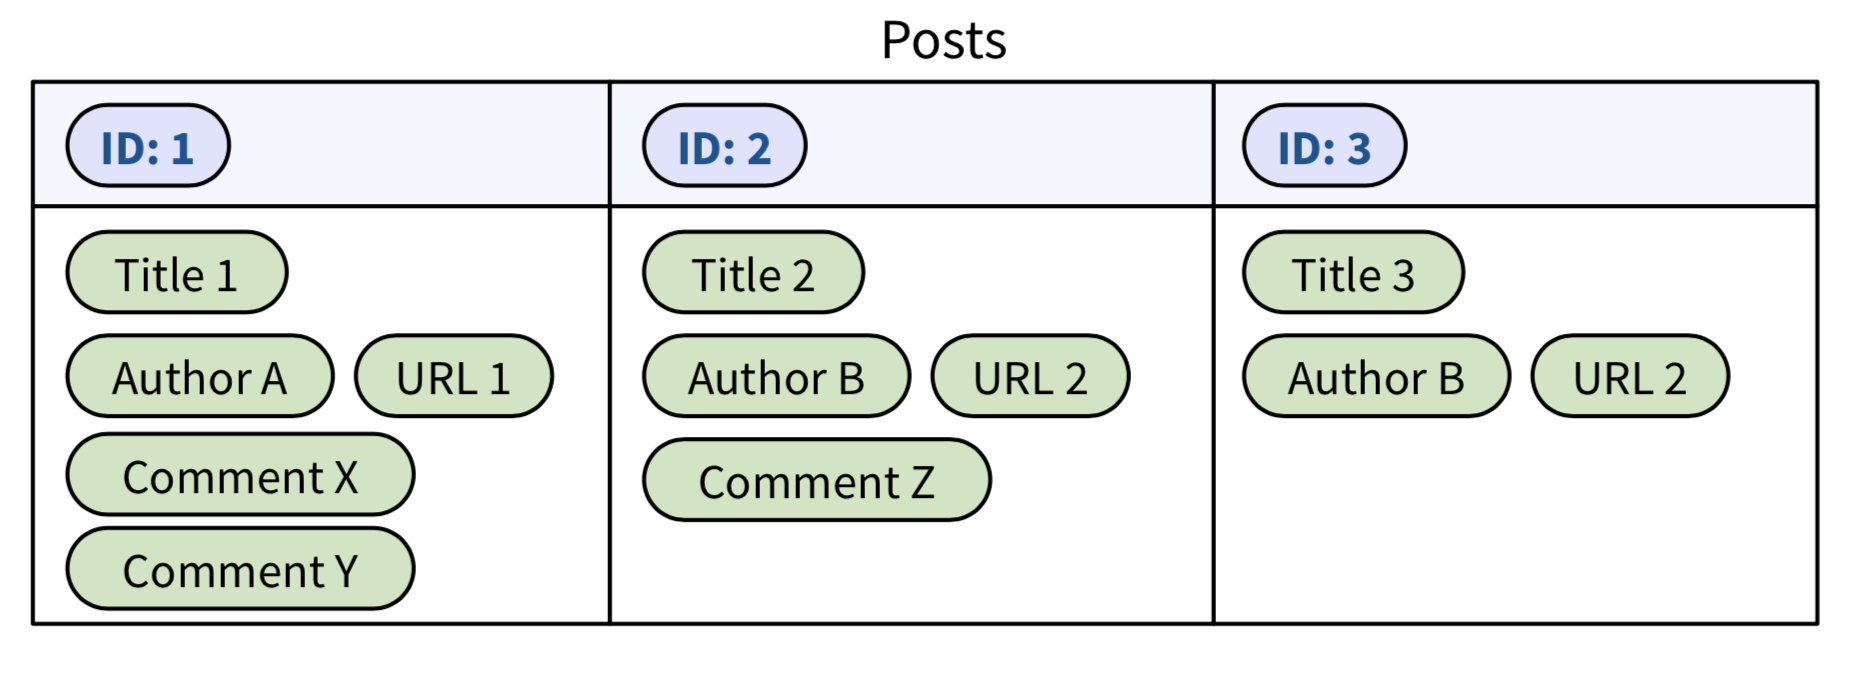 Posts
ID: 1
ID: 2
ID: 3
Title 1
Author A URL 1
Comment X
Comment Y
Title 2
Author B URL 2
Comment Z
Title 3
Author B URL 2